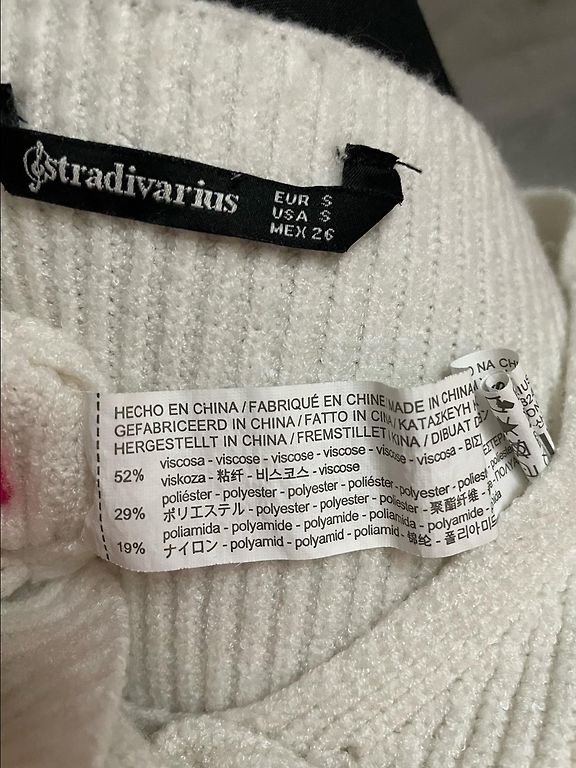 stradivarius
EUR S
USA S
MEX 26
HECHO EN CHINA / FABRIQUÉ EN CHINE MADE IN CHINA
GEFABRICEERD IN CHINA / FATTO IN CINA / ΚΑΤΑΣΚΕΥΗ
HERGESTELLT IN CHINA / FREMSTILLET I KINA / DIBUAT DI
52% viscosa - viscose - viscose - viscose - viscose - viscose - viscosa -
viskoza - 粘纤 - 비스코스 - viscose
poliéster - polyester - polyester - polyester - poliéster - polyester -
29% ポリエステル - polyester - polyester - polyester - 聚酯纤维 -
poliamida - polyamide - polyamide - poliamida - polyamide -
19% ナイロン - polyamid - polyamid - polyamid - 锦纶 - 폴리아미드